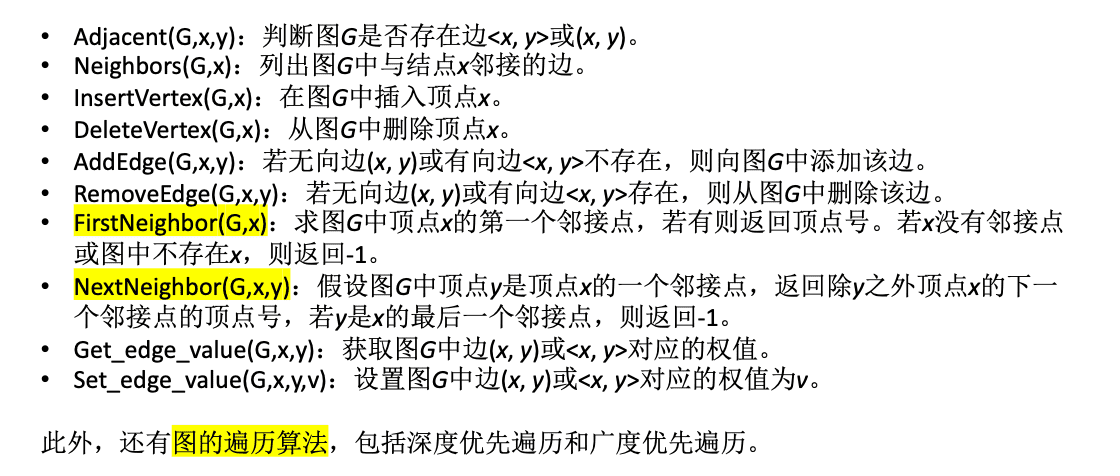 • Adjacent(G,x,y)：判断图G是否存在边<x, y>或(x, y)。
• Neighbors(G,x)：列出图G中与结点x邻接的边。
• InsertVertex(G,x)：在图G中插入顶点x。
• DeleteVertex(G,x)：从图G中删除顶点x。
• AddEdge(G,x,y)：若无向边(x, y)或有向边<x, y>不存在，则向图G中添加该边。
• RemoveEdge(G,x,y)：若无向边(x, y)或有向边<x, y>存在，则从图G中删除该边。
• FirstNeighbor(G,x)：求图G中顶点x的第一个邻接点，若有则返回顶点号。若x没有邻接点
或图中不存在x，则返回-1。
• NextNeighbor(G,x,y)：假设图G中顶点y是顶点x的一个邻接点，返回除y之外顶点x的下一
个邻接点的顶点号，若y是x的最后一个邻接点，则返回-1。
• Get_edge_value(G,x,y)：获取图G中边(x, y)或<x, y>对应的权值。
• Set_edge_value(G,x,y,v)：设置图G中边(x, y)或<x, y>对应的权值为v。
此外，还有图的遍历算法，包括深度优先遍历和广度优先遍历。